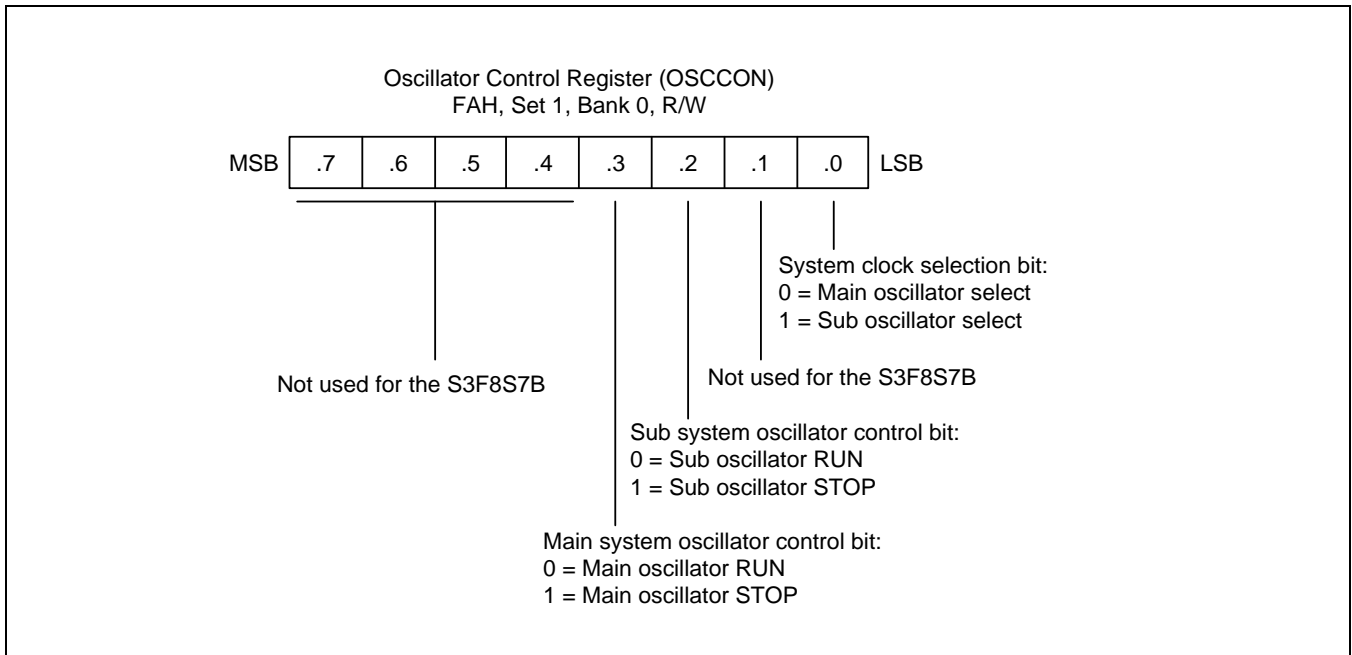 Oscillator Control Register (OSCCON)
FAH, Set 1, Bank 0, R/W
MSB .7 .6 .5 .4 .3 .2 .1 .0 LSB
System clock selection bit:
0 = Main oscillator select
1 = Sub oscillator select
Not used for the S3F8S7B
Not used for the S3F8S7B
Sub system oscillator control bit:
0 = Sub oscillator RUN
1 = Sub oscillator STOP
Main system oscillator control bit:
0 = Main oscillator RUN
1 = Main oscillator STOP